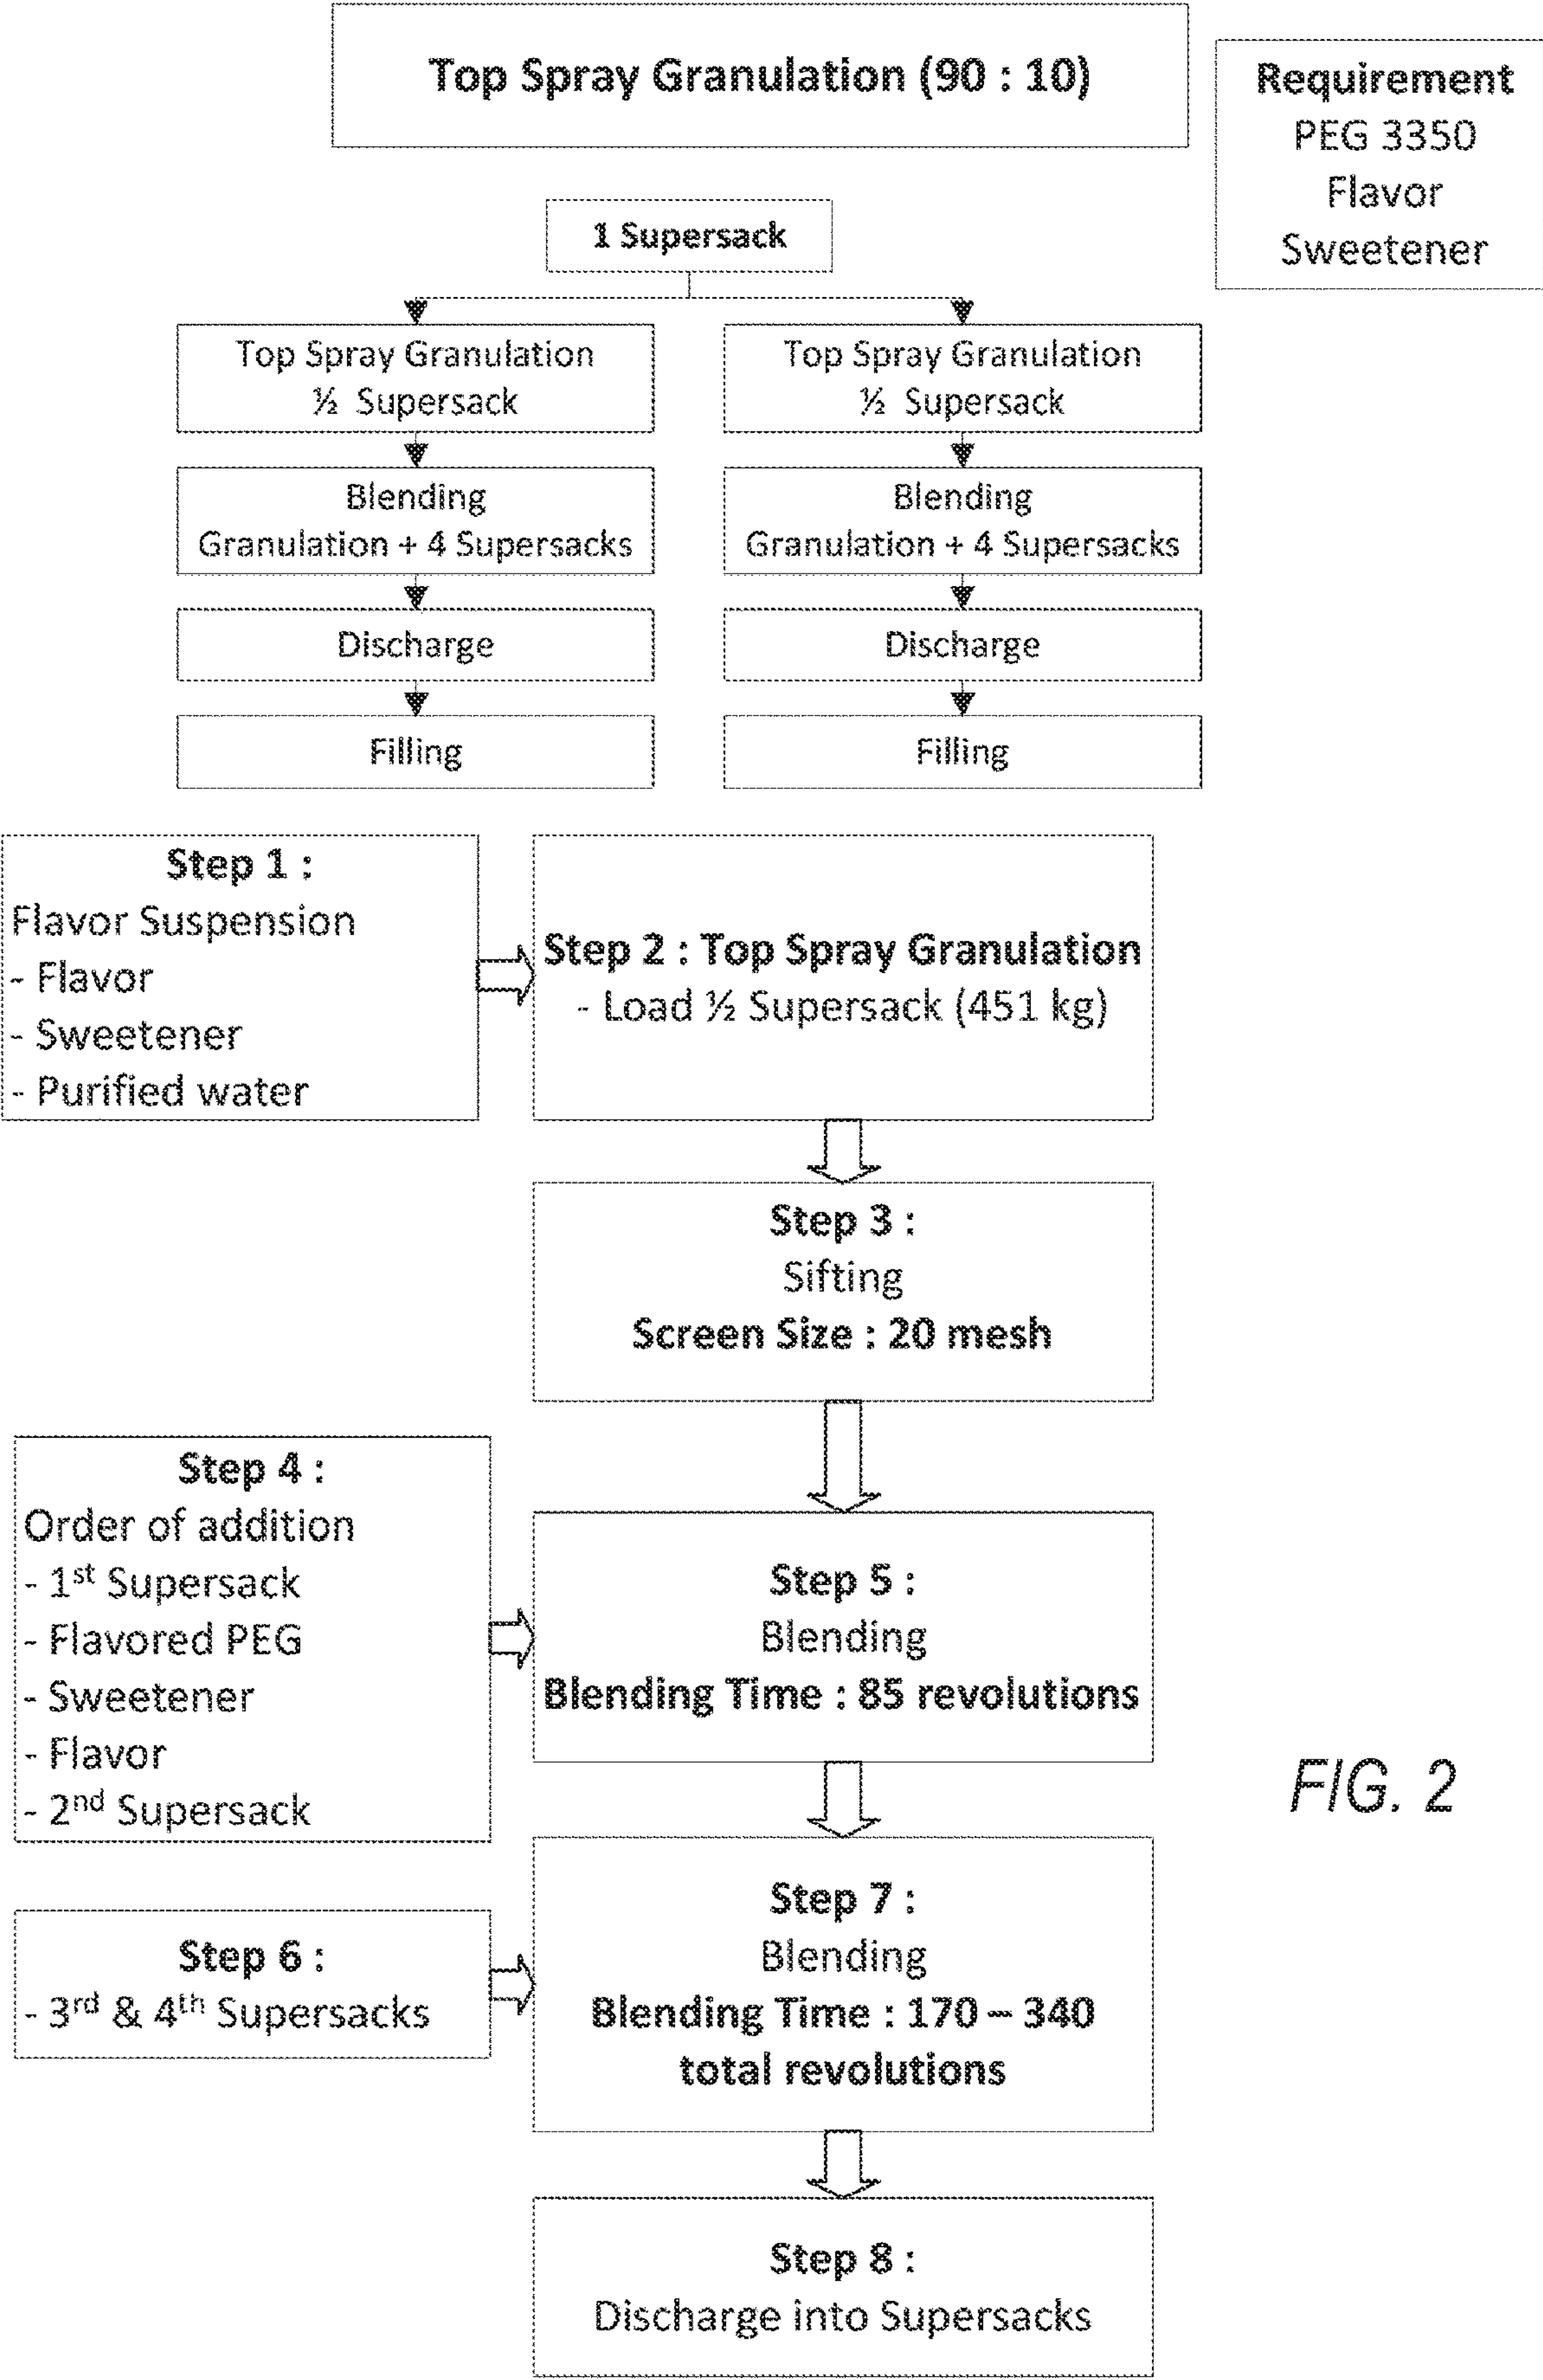 Top Spray Granulation (90 : 10)
Requirement
PEG 3350
Flavor
Sweetener
1 Supersack
Top Spray Granulation
½ Supersack
Top Spray Granulation
½ Supersack
Blending
Granulation + 4 Supersacks
Blending
Granulation + 4 Supersacks
Discharge
Discharge
Filling
Filling
Step 1 :
Flavor Suspension
- Flavor
- Sweetener
- Purified water
Step 2 : Top Spray Granulation
- Load ½ Supersack (451 kg)
Step 3 :
Sifting
Screen Size : 20 mesh
Step 4 :
Order of addition
- 1st Supersack
- Flavored PEG
- Sweetener
- Flavor
- 2nd Supersack
Step 5 :
Blending
Blending Time : 85 revolutions
FIG. 2
Step 6 :
- 3rd & 4th Supersacks
Step 7 :
Blending
Blending Time : 170 – 340
total revolutions
Step 8 :
Discharge into Supersacks